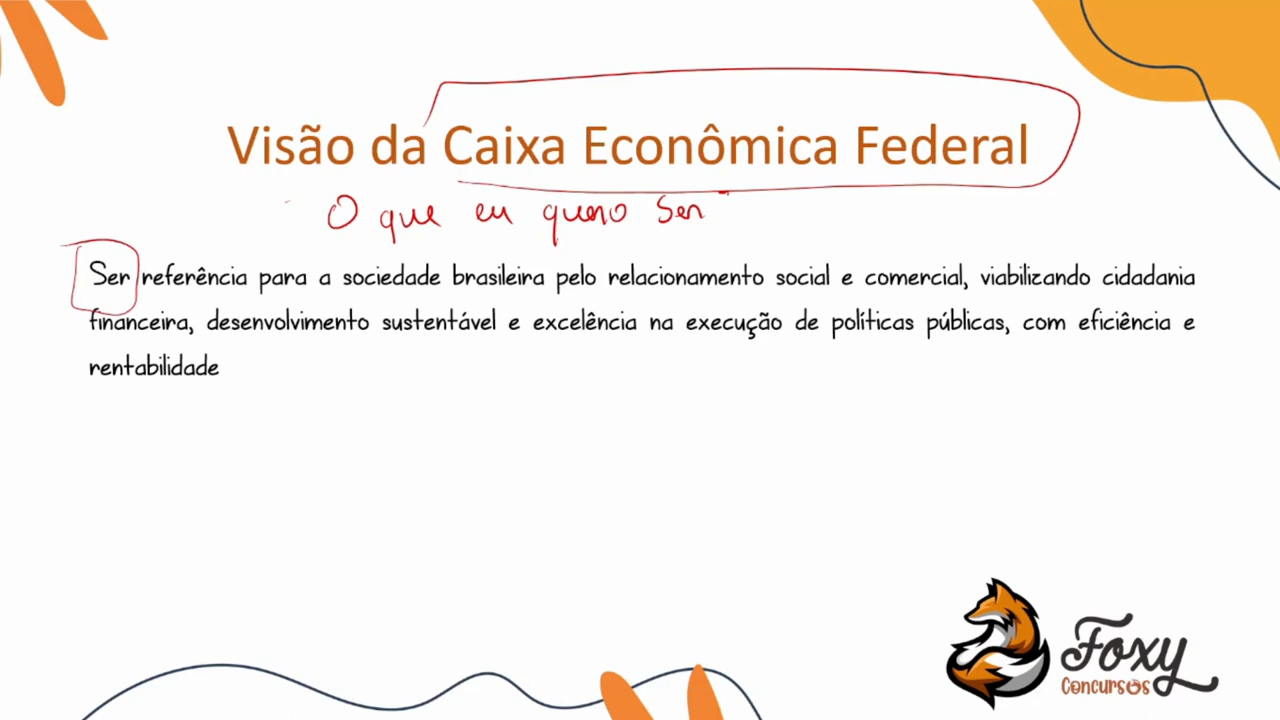 Visão da Caixa Econômica Federal
O que eu quero ser
Ser referência para a sociedade brasileira pelo relacionamento social e comercial, viabilizando cidadania
financeira, desenvolvimento sustentável e excelência na execução de políticas públicas, com eficiência e
rentabilidade
Foxy
Concursos